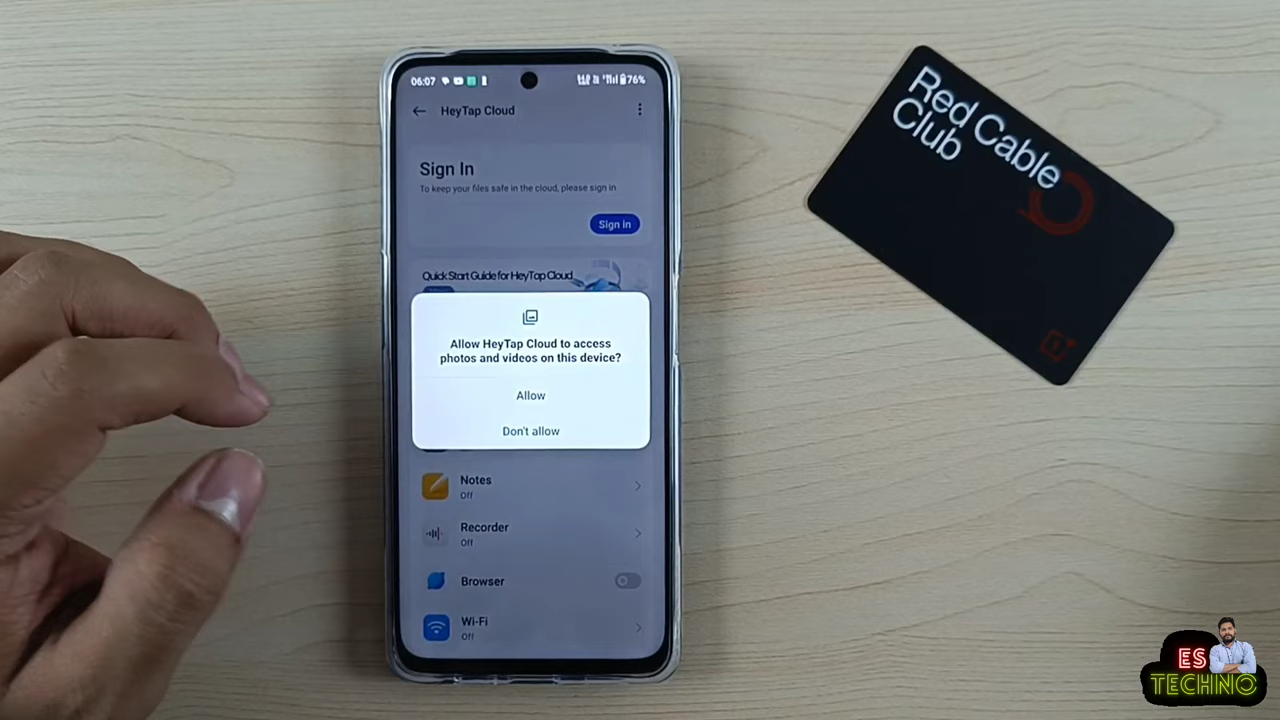 06:07
76%
HeyTap Cloud
Sign In
To keep your files safe in the cloud, please sign in
Sign in
Quick Start Guide for HeyTap Cloud
Allow HeyTap Cloud to access
photos and videos on this device?
Allow
Don't allow
Notes
Off
Recorder
Off
Browser
Wi-Fi
Off
Red Cable
Club
ES
TECHNO